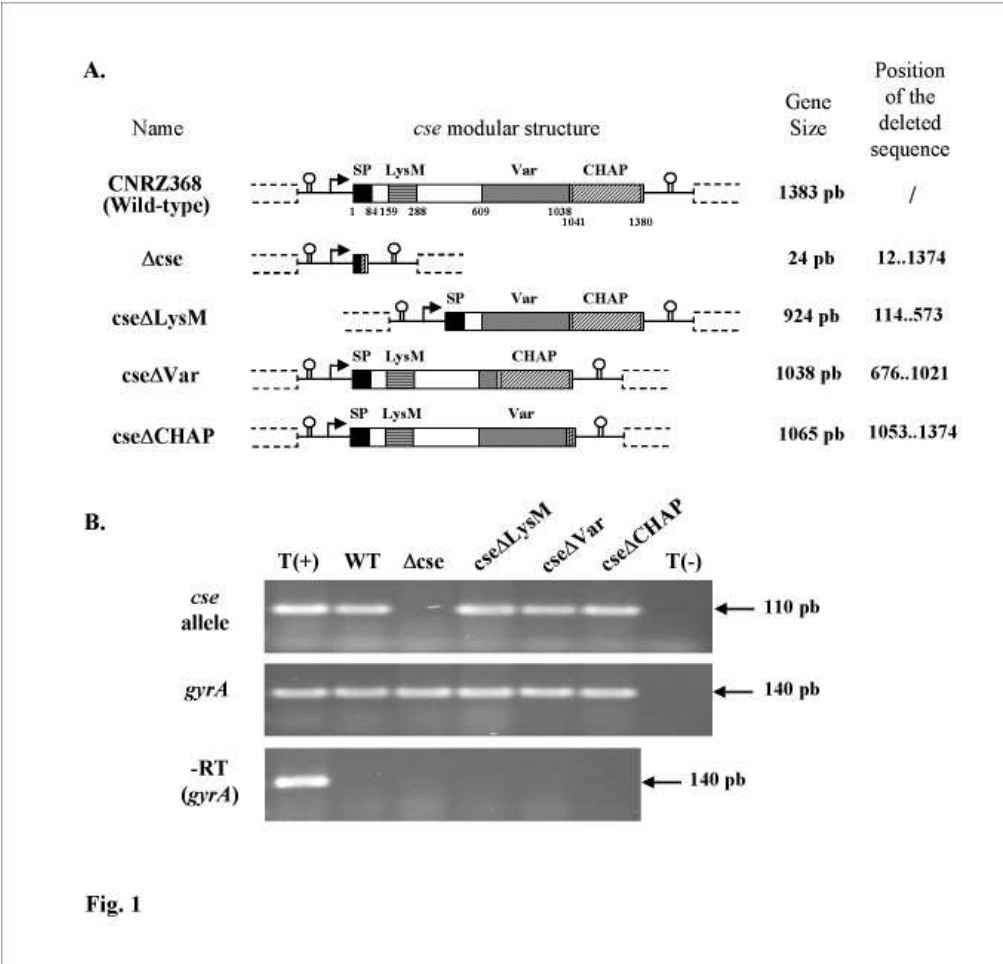 A.
Name
cse modular structure
Gene
Size
Position
of the
deleted
sequence
CNRZ368
(Wild-type)
SP LysM Var CHAP
1 84 159 288 609 1038 1041 1380
1383 pb
/
Δcse
24 pb
12..1374
cseΔLysM
SP Var CHAP
924 pb
114..573
cseΔVar
SP LysM CHAP
1038 pb
676..1021
cseΔCHAP
SP LysM Var
1065 pb
1053..1374
B.
T(+) WT Δcse cseΔLysM cseΔVar cseΔCHAP T(-)
cse
allele
110 pb
gyrA
140 pb
-RT
(gyrA)
140 pb
Fig. 1